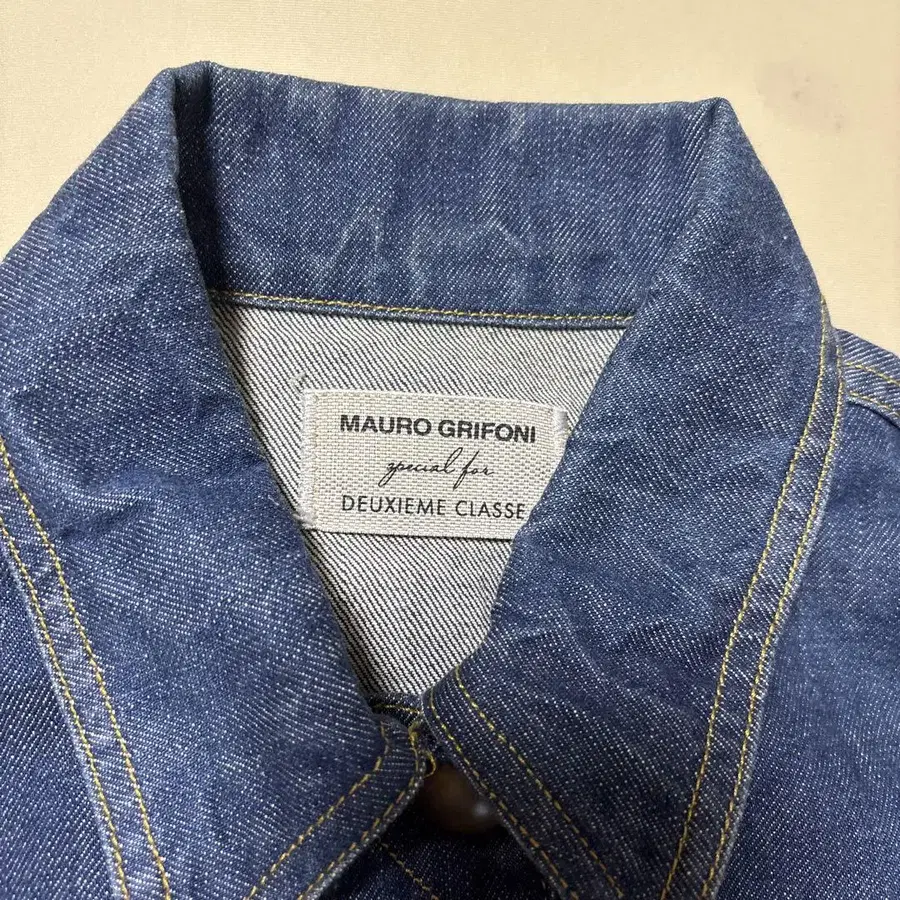 MAURO GRIFONI
special for
DEUXIEME CLASSE